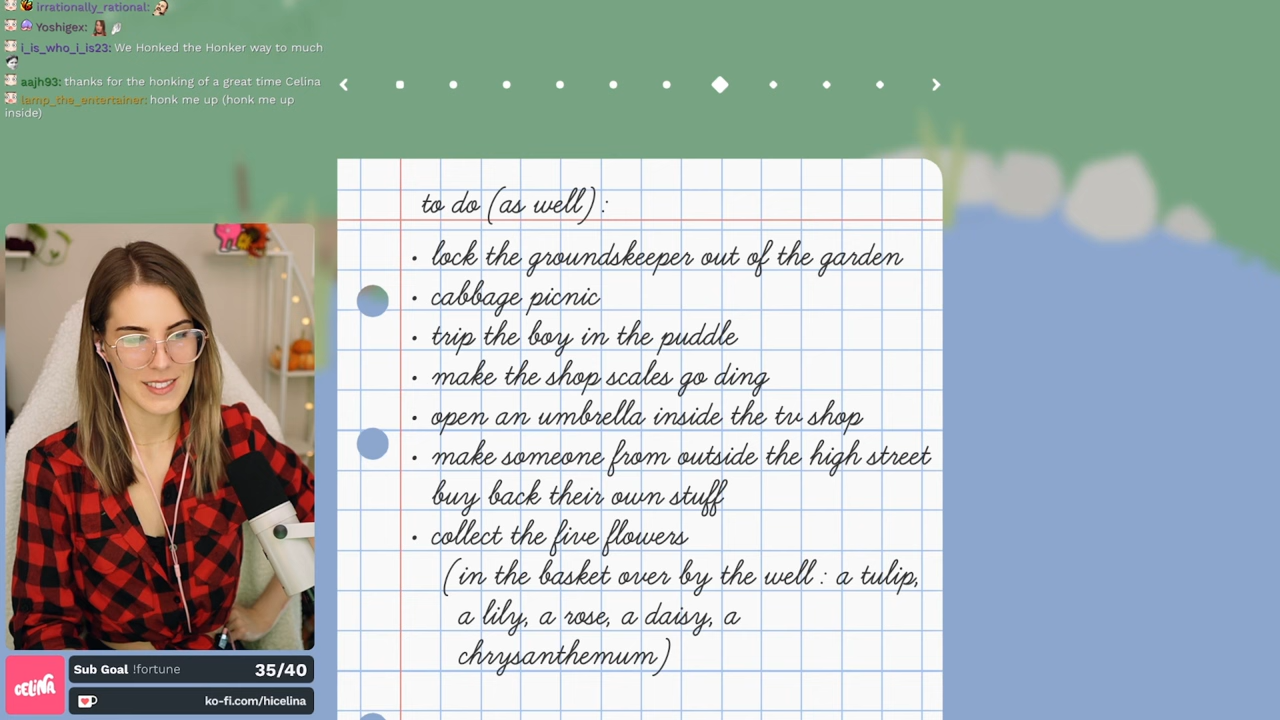 irrationally_rational:
Yoshigex:
i_is_who_i_is23: We Honked the Honker way to much
aajh93: thanks for the honking of a great time Celina
lamp_the_entertainer: honk me up (honk me up
inside)
to do (as well) :
• lock the groundskeeper out of the garden
• cabbage picnic
• trip the boy in the puddle
• make the shop scales go ding
• open an umbrella inside the tv shop
• make someone from outside the high street
buy back their own stuff
• collect the five flowers
(in the basket over by the well : a tulip,
a lily, a rose, a daisy, a
chrysanthemum)
CELINA
Sub Goal !fortune 35/40
ko-fi.com/hicelina